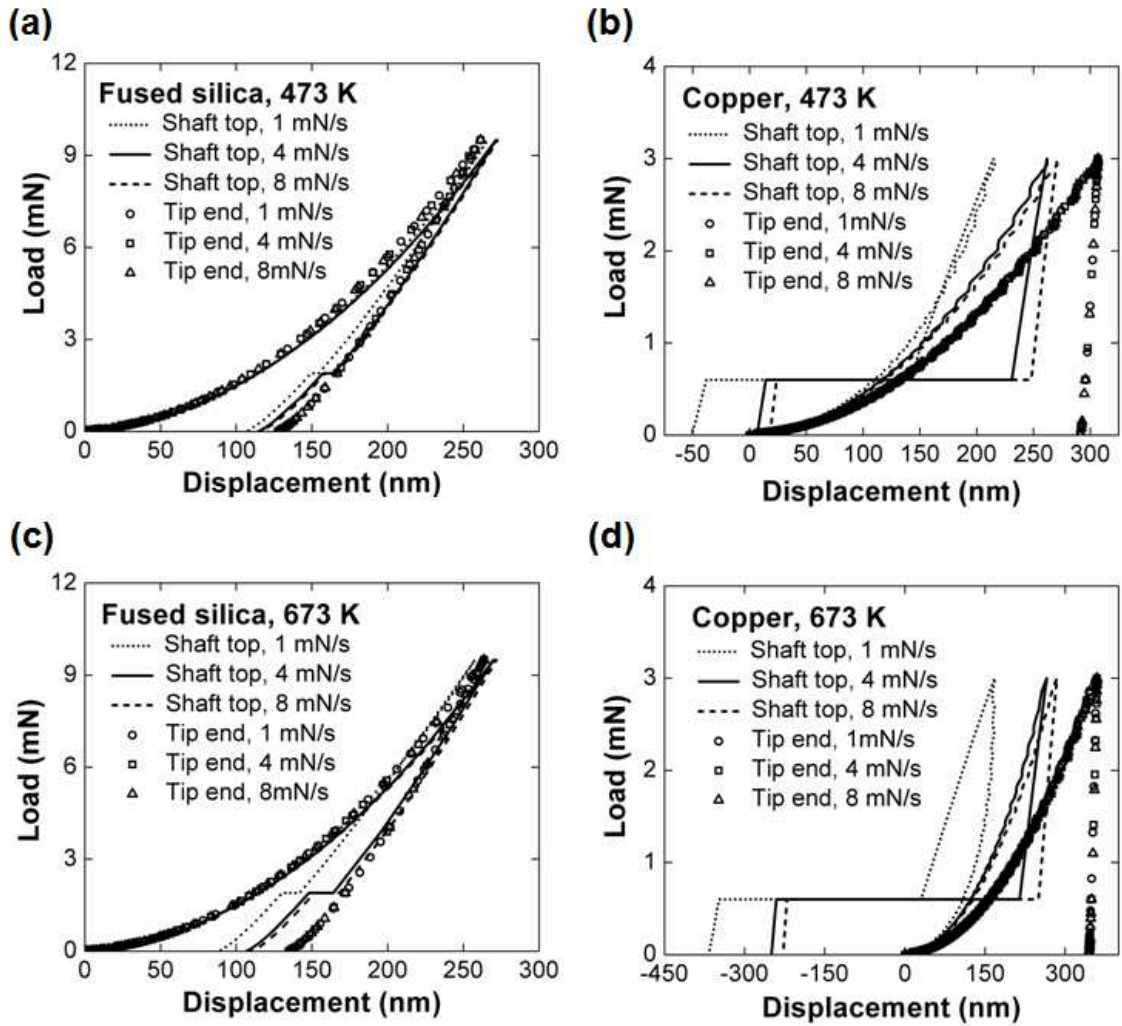 (a)
12
9
6
3
0
Load (mN)
Fused silica, 473 K
Shaft top, 1 mN/s
Shaft top, 4 mN/s
Shaft top, 8 mN/s
Tip end, 1 mN/s
Tip end, 4 mN/s
Tip end, 8mN/s
0 50 100 150 200 250 300
Displacement (nm)
(b)
4
3
2
1
0
Load (mN)
Copper, 473 K
Shaft top, 1 mN/s
Shaft top, 4 mN/s
Shaft top, 8 mN/s
Tip end, 1mN/s
Tip end, 4 mN/s
Tip end, 8 mN/s
-50 0 50 100 150 200 250 300
Displacement (nm)
(c)
12
9
6
3
0
Load (mN)
Fused silica, 673 K
Shaft top, 1 mN/s
Shaft top, 4 mN/s
Shaft top, 8 mN/s
Tip end, 1 mN/s
Tip end, 4 mN/s
Tip end, 8mN/s
0 50 100 150 200 250 300
Displacement (nm)
(d)
4
3
2
1
0
Load (mN)
Copper, 673 K
Shaft top, 1 mN/s
Shaft top, 4 mN/s
Shaft top, 8 mN/s
Tip end, 1mN/s
Tip end, 4 mN/s
Tip end, 8 mN/s
-450 -300 -150 0 150 300
Displacement (nm)